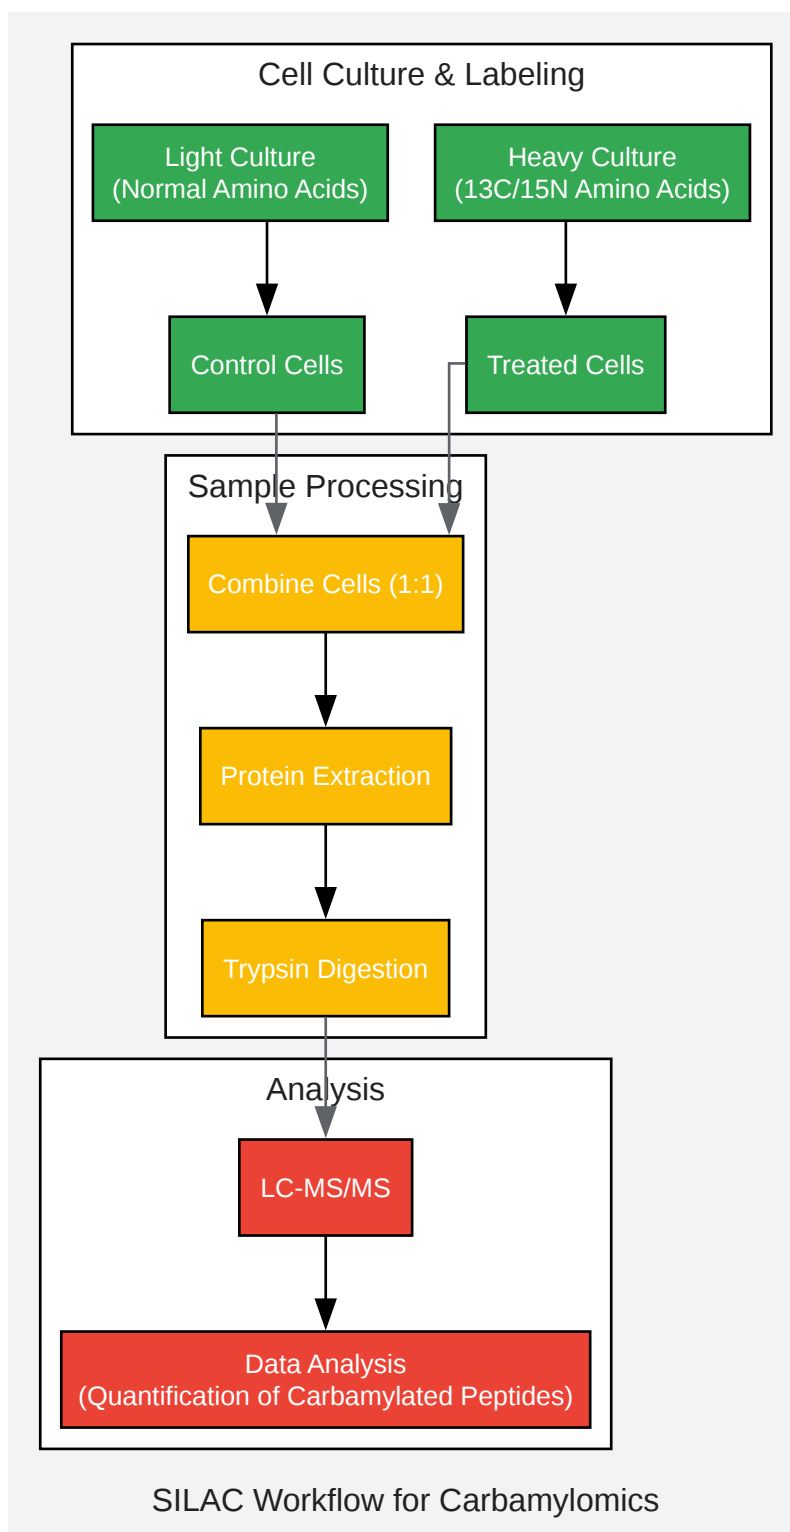 Cell Culture & Labeling
Light Culture
(Normal Amino Acids)
Heavy Culture
(13C/15N Amino Acids)
Control Cells
Treated Cells
Sample Processing
Combine Cells (1:1)
Protein Extraction
Trypsin Digestion
Analysis
LC-MS/MS
Data Analysis
(Quantification of Carbamylated Peptides)
SILAC Workflow for Carbamylomics